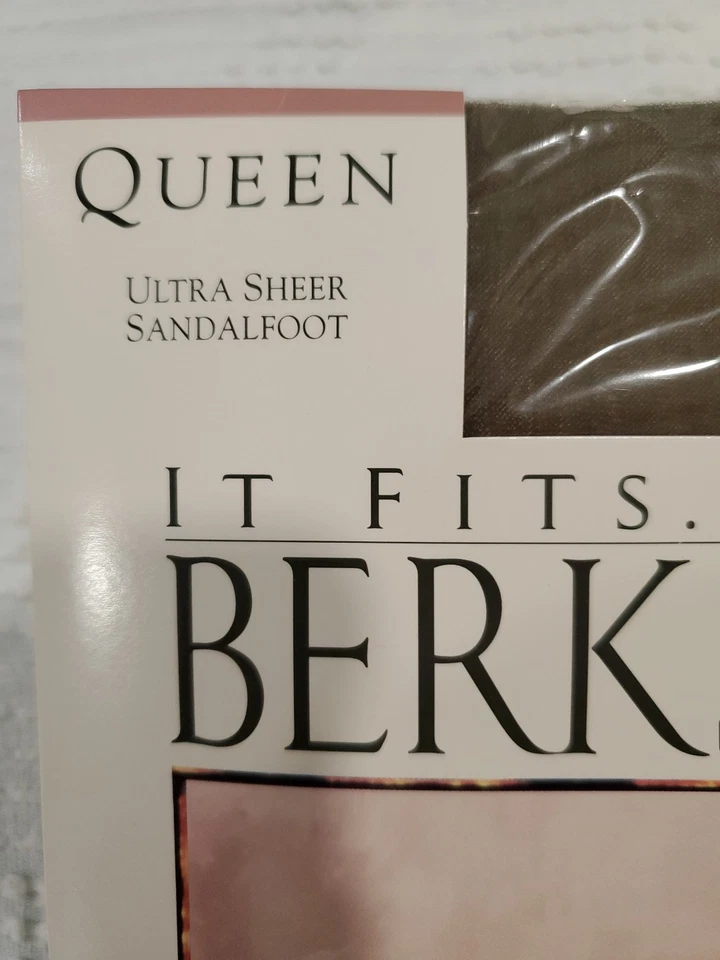 QUEEN
ULTRA SHEER
SANDALFOOT
IT FITS.
BERK